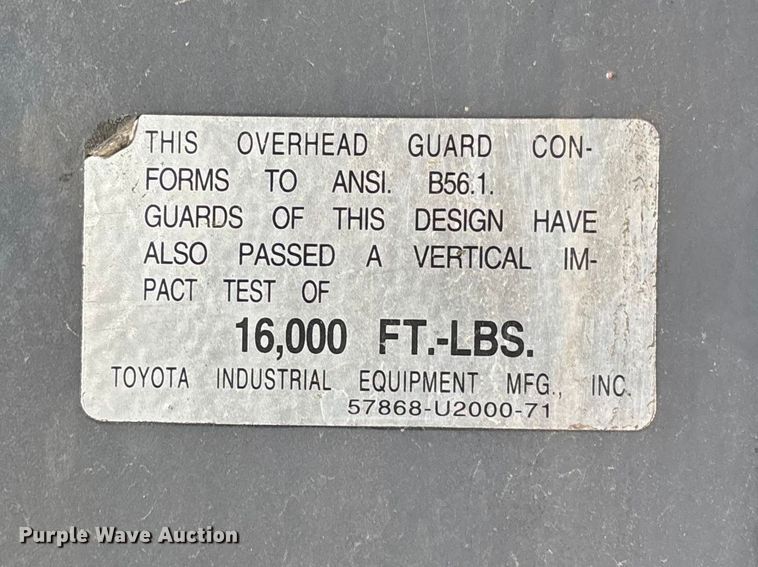 THIS OVERHEAD GUARD CON-
FORMS TO ANSI. B56.1.
GUARDS OF THIS DESIGN HAVE
ALSO PASSED A VERTICAL IM-
PACT TEST OF
16,000 FT.-LBS.
TOYOTA INDUSTRIAL EQUIPMENT MFG., INC.
57868-U2000-71
Purple Wave Auction